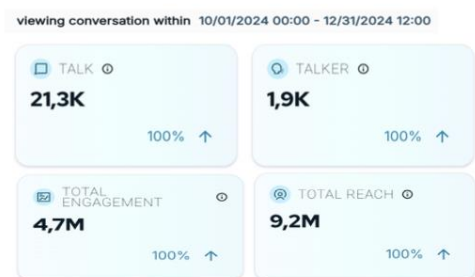 viewing conversation within 10/01/2024 00:00 - 12/31/2024 12:00
TALK
21,3K
100%
TALKER
1,9K
100%
TOTAL
ENGAGEMENT
4,7M
100%
TOTAL REACH
9,2M
100%